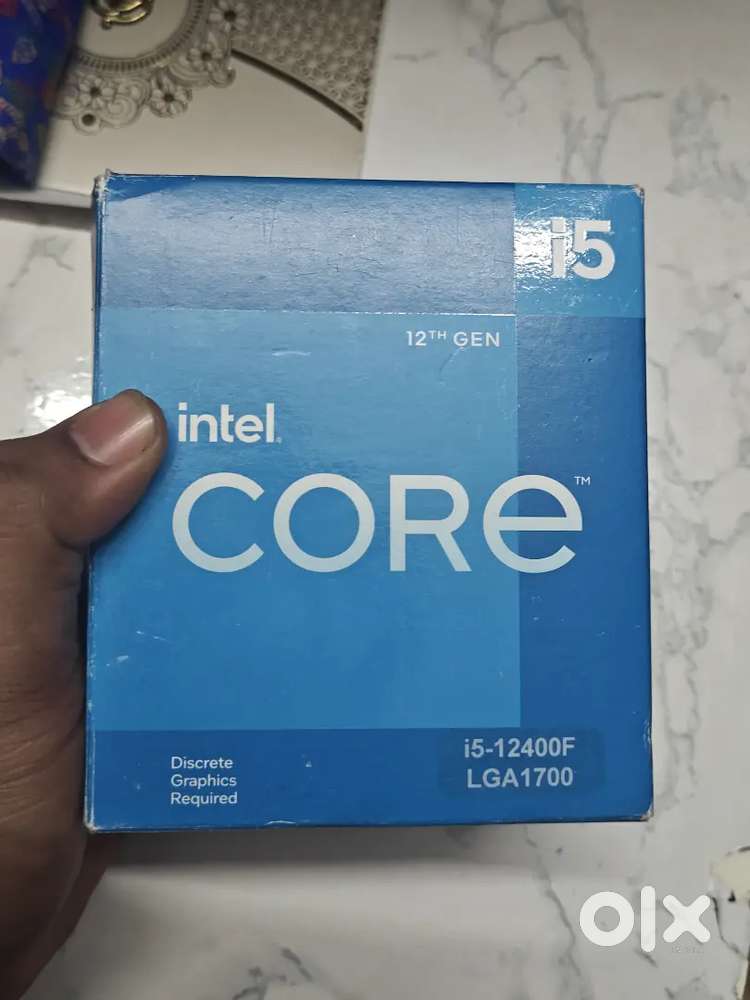 i5
12TH GEN
intel.
CORe™
Discrete
Graphics
Required
i5-12400F
LGA1700
olx